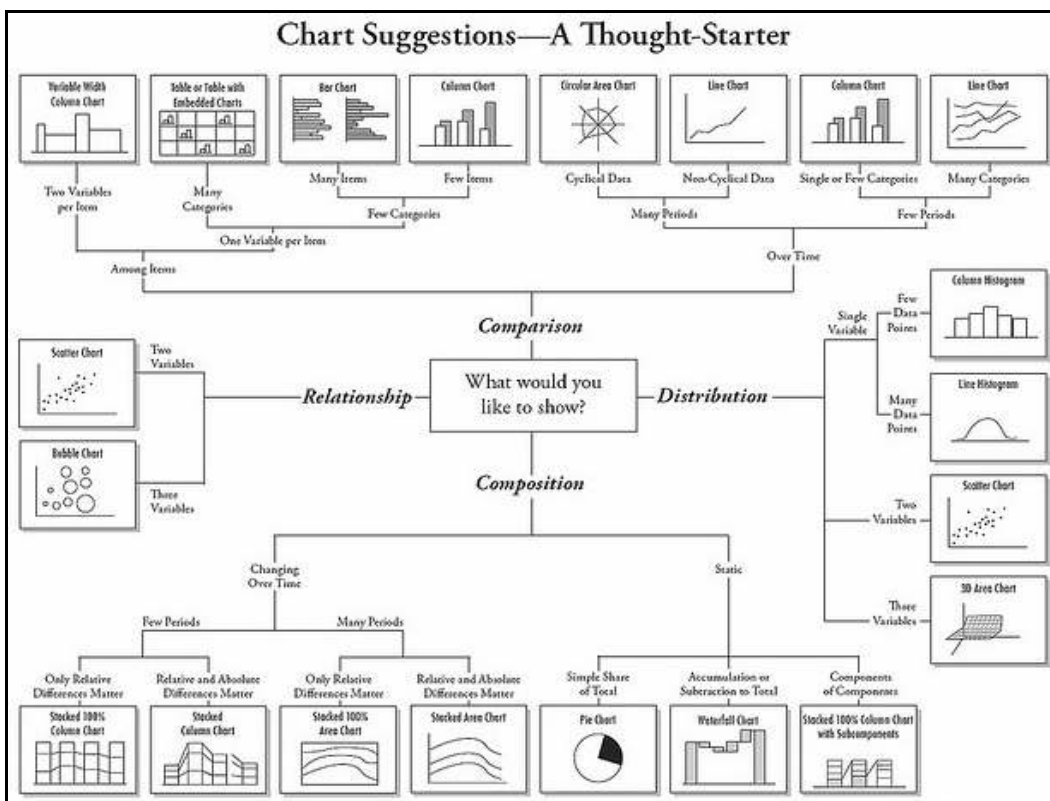 Chart Suggestions—A Thought-Starter
Variable Width
Column Chart
Table or Table with
Embedded Charts
Bar Chart
Column Chart
Circular Area Chart
Line Chart
Column Chart
Line Chart
Two Variables
per Item
Many
Categories
Many Items
Few Items
Cyclical Data
Non-Cyclical Data
Single or Few Categories
Many Categories
Few Categories
Many Periods
Few Periods
One Variable per Item
Among Items
Over Time
Comparison
What would you
like to show?
Relationship
Two
Variables
Scatter Chart
Three
Variables
Bubble Chart
Distribution
Single
Variable
Few
Data
Points
Column Histogram
Many
Data
Points
Line Histogram
Two
Variables
Scatter Chart
Three
Variables
3D Area Chart
Composition
Changing
Over Time
Static
Few Periods
Many Periods
Only Relative
Differences Matter
Relative and Absolute
Differences Matter
Only Relative
Differences Matter
Relative and Absolute
Differences Matter
Simple Share
of Total
Accumulation or
Subtraction to Total
Components
of Components
Stacked 100%
Column Chart
Stacked
Column Chart
Stacked 100%
Area Chart
Stacked Area Chart
Pie Chart
Waterfall Chart
Stacked 100% Column Chart
with Subcomponents